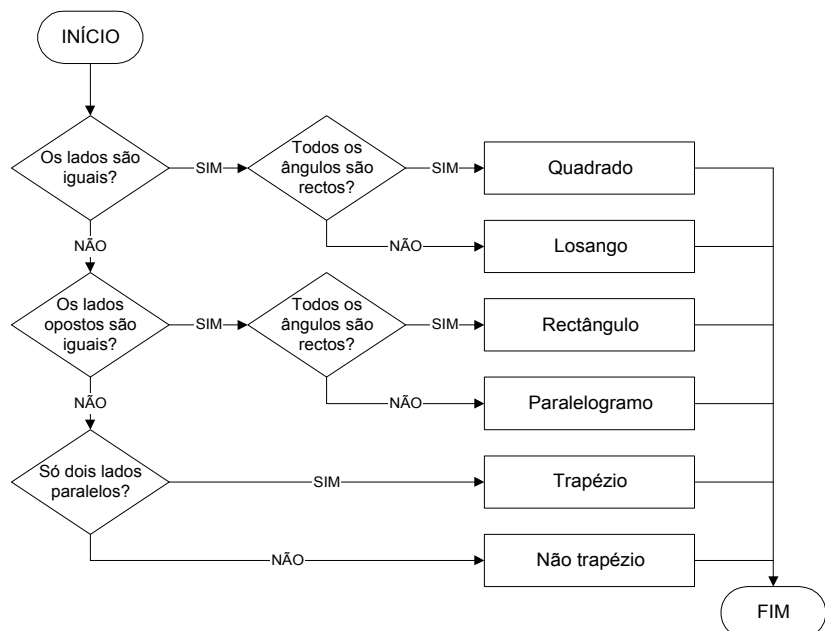 INÍCIO
Os lados são
iguais?
SIM
Todos os
ângulos são
rectos?
SIM
Quadrado
NÃO
NÃO
Losango
Os lados
opostos são
iguais?
SIM
Todos os
ângulos são
rectos?
SIM
Rectângulo
NÃO
NÃO
Paralelogramo
Só dois lados
paralelos?
SIM
Trapézio
NÃO
Não trapézio
FIM